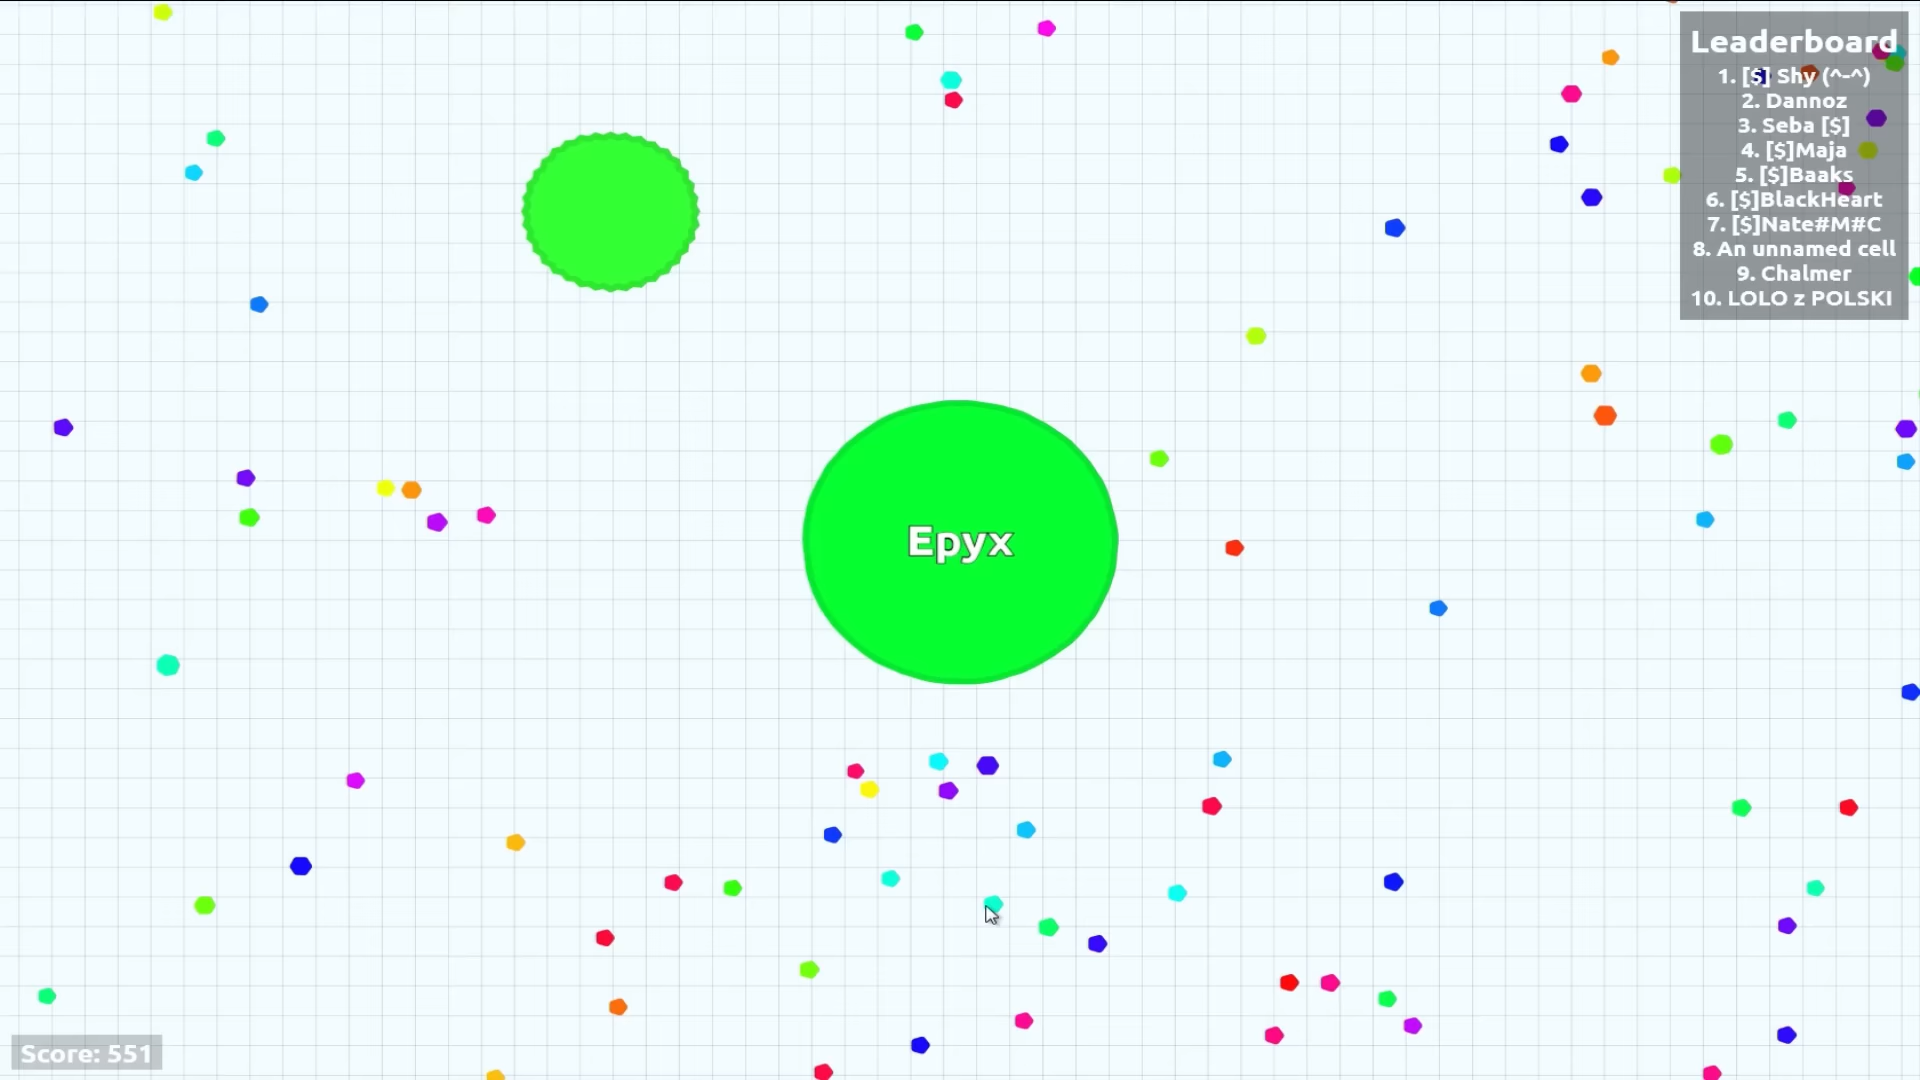 Leaderboard
1. [$] Shy (^-^)
2. Dannoz
3. Seba [$]
4. [$]Maja
5. [$]Baaks
6. [$]BlackHeart
7. [$]Nate#M#C
8. An unnamed cell
9. Chalmer
10. LOLO z POLSKI
Epyx
Score: 551